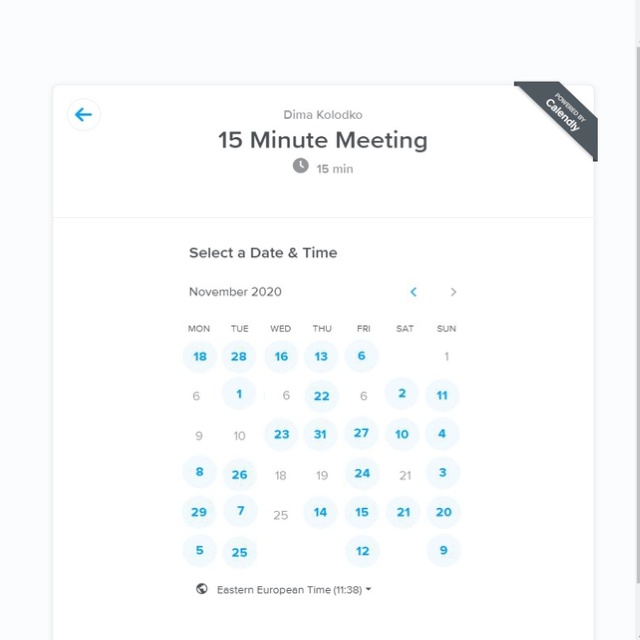 Dima Kolodko
POWERED BY
Calendly
15 Minute Meeting
15 min
Select a Date & Time
November 2020
MON TUE WED THU FRI SAT SUN
18 28 16 13 6 1
6 1 6 22 6 2 11
9 10 23 31 27 10 4
8 26 18 19 24 21 3
29 7 25 14 15 21 20
5 25 12 9
Eastern European Time (11:38)